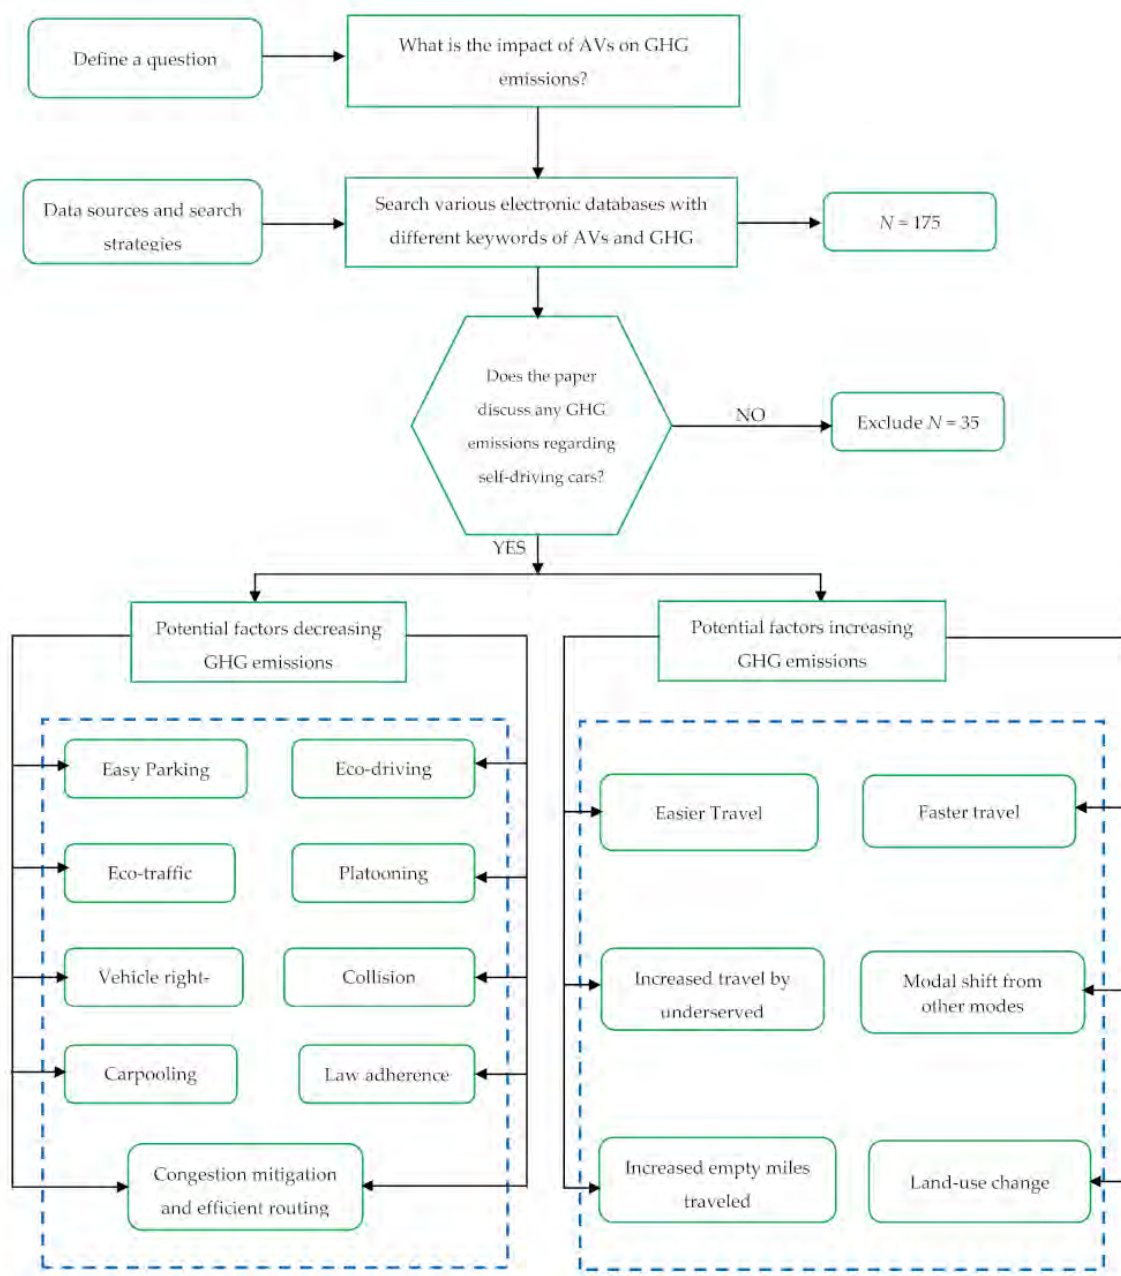 Define a question
What is the impact of AVs on GHG
emissions?
Data sources and search
strategies
Search various electronic databases with
different keywords of AVs and GHG
N = 175
Does the paper
discuss any GHG
emissions regarding
self-driving cars?
NO
Exclude N = 35
YES
Potential factors decreasing
GHG emissions
Potential factors increasing
GHG emissions
Easy Parking
Eco-driving
Eco-traffic
Platooning
Vehicle right-
Collision
Carpooling
Law adherence
Congestion mitigation
and efficient routing
Easier Travel
Faster travel
Increased travel by
underserved
Modal shift from
other modes
Increased empty miles
traveled
Land-use change